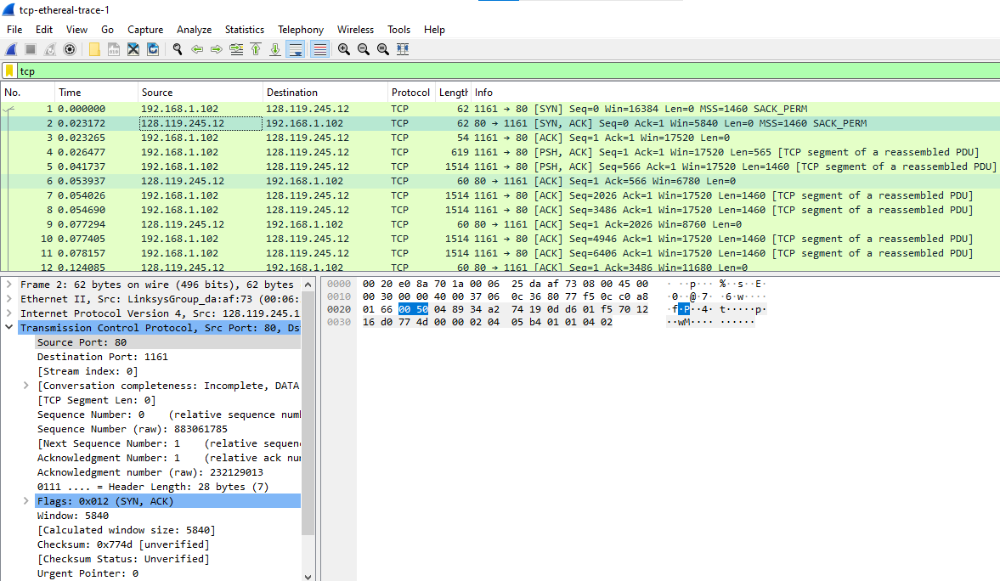 tcp-ethereal-trace-1
File Edit View Go Capture Analyze Statistics Telephony Wireless Tools Help
tcp
No. Time Source Destination Protocol Length Info
1 0.000000 192.168.1.102 128.119.245.12 TCP 62 1161 → 80 [SYN] Seq=0 Win=16384 Len=0 MSS=1460 SACK_PERM
2 0.023172 128.119.245.12 192.168.1.102 TCP 62 80 → 1161 [SYN, ACK] Seq=0 Ack=1 Win=5840 Len=0 MSS=1460 SACK_PERM
3 0.023265 192.168.1.102 128.119.245.12 TCP 54 1161 → 80 [ACK] Seq=1 Ack=1 Win=17520 Len=0
4 0.026477 192.168.1.102 128.119.245.12 TCP 619 1161 → 80 [PSH, ACK] Seq=1 Ack=1 Win=17520 Len=565 [TCP segment of a reassembled PDU]
5 0.041737 192.168.1.102 128.119.245.12 TCP 1514 1161 → 80 [PSH, ACK] Seq=566 Ack=1 Win=17520 Len=1460 [TCP segment of a reassembled PDU]
6 0.053937 128.119.245.12 192.168.1.102 TCP 60 80 → 1161 [ACK] Seq=1 Ack=566 Win=6780 Len=0
7 0.054026 192.168.1.102 128.119.245.12 TCP 1514 1161 → 80 [ACK] Seq=2026 Ack=1 Win=17520 Len=1460 [TCP segment of a reassembled PDU]
8 0.054690 192.168.1.102 128.119.245.12 TCP 1514 1161 → 80 [ACK] Seq=3486 Ack=1 Win=17520 Len=1460 [TCP segment of a reassembled PDU]
9 0.077294 128.119.245.12 192.168.1.102 TCP 60 80 → 1161 [ACK] Seq=1 Ack=2026 Win=8760 Len=0
10 0.077405 192.168.1.102 128.119.245.12 TCP 1514 1161 → 80 [ACK] Seq=4946 Ack=1 Win=17520 Len=1460 [TCP segment of a reassembled PDU]
11 0.078157 192.168.1.102 128.119.245.12 TCP 1514 1161 → 80 [ACK] Seq=6406 Ack=1 Win=17520 Len=1460 [TCP segment of a reassembled PDU]
12 0.124085 128.119.245.12 192.168.1.102 TCP 60 80 → 1161 [ACK] Seq=1 Ack=3486 Win=11680 Len=0
Frame 2: 62 bytes on wire (496 bits), 62 bytes
Ethernet II, Src: LinksysGroup_da:af:73 (00:06:
Internet Protocol Version 4, Src: 128.119.245.1
Transmission Control Protocol, Src Port: 80, Ds
Source Port: 80
Destination Port: 1161
[Stream index: 0]
[Conversation completeness: Incomplete, DATA
[TCP Segment Len: 0]
Sequence Number: 0 (relative sequence num
Sequence Number (raw): 883061785
[Next Sequence Number: 1 (relative sequen
Acknowledgment Number: 1 (relative ack nu
Acknowledgment number (raw): 232129013
0111 .... = Header Length: 28 bytes (7)
Flags: 0x012 (SYN, ACK)
Window: 5840
[Calculated window size: 5840]
Checksum: 0x774d [unverified]
[Checksum Status: Unverified]
Urgent Pointer: 0
0000 00 20 e0 8a 70 1a 00 06 25 da af 73 08 00 45 00 · ··p··· %··s··E·
0010 00 30 00 00 40 00 37 06 0c 36 80 77 f5 0c c0 a8 ·0··@·7· ·6·w····
0020 01 66 00 50 04 89 34 a2 74 19 0d d6 01 f5 70 12 ·f·P··4· t·····p·
0030 16 d0 77 4d 00 00 02 04 05 b4 01 01 04 02 ··wM···· ······